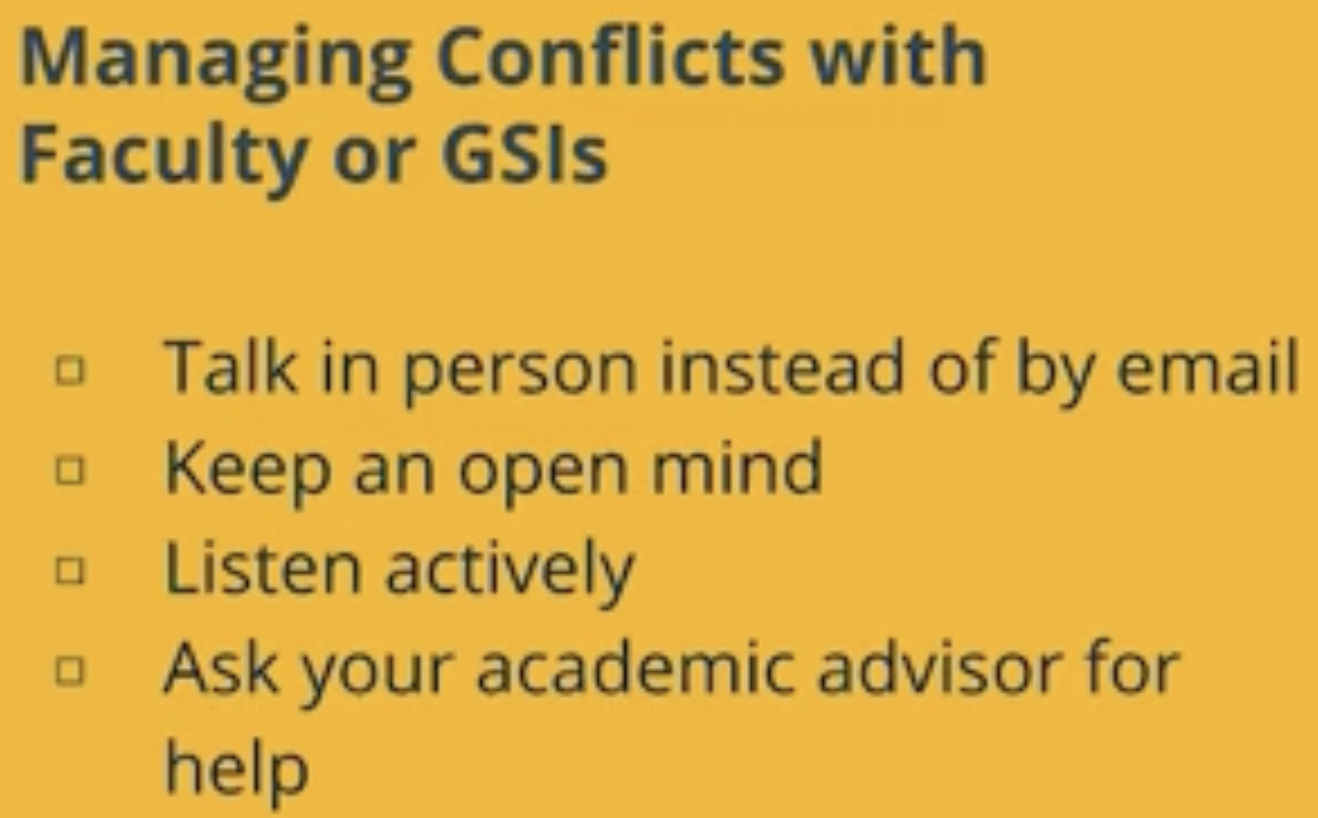 Managing Conflicts with
Faculty or GSIs
▫ Talk in person instead of by email
▫ Keep an open mind
▫ Listen actively
▫ Ask your academic advisor for
help